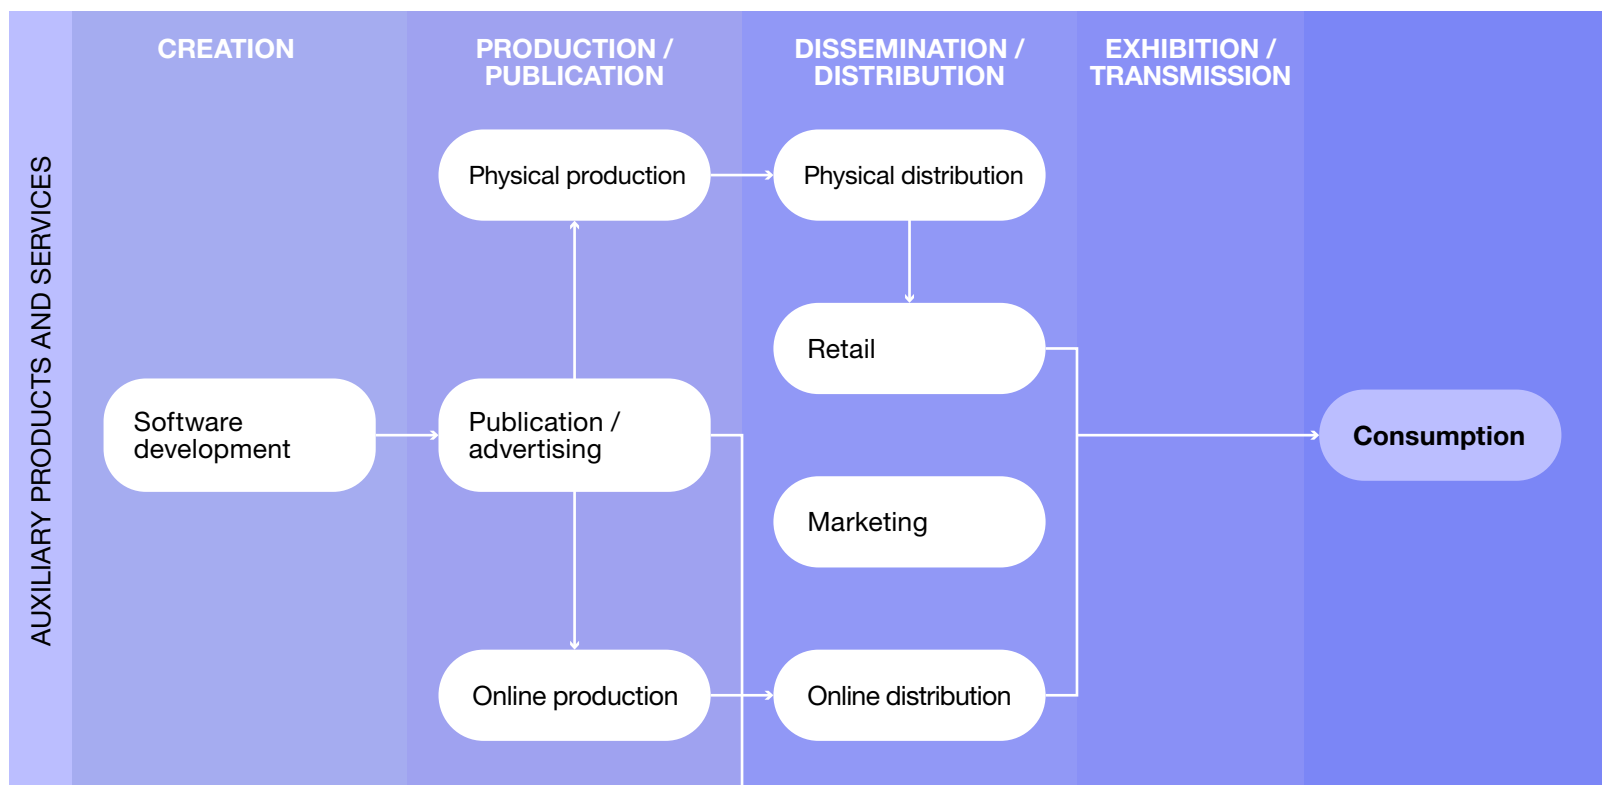 CREATION
PRODUCTION /
PUBLICATION
DISSEMINATION /
DISTRIBUTION
EXHIBITION /
TRANSMISSION
AUXILIARY PRODUCTS AND SERVICES
Physical production
Physical distribution
Retail
Software
development
Publication /
advertising
Consumption
Marketing
Online production
Online distribution